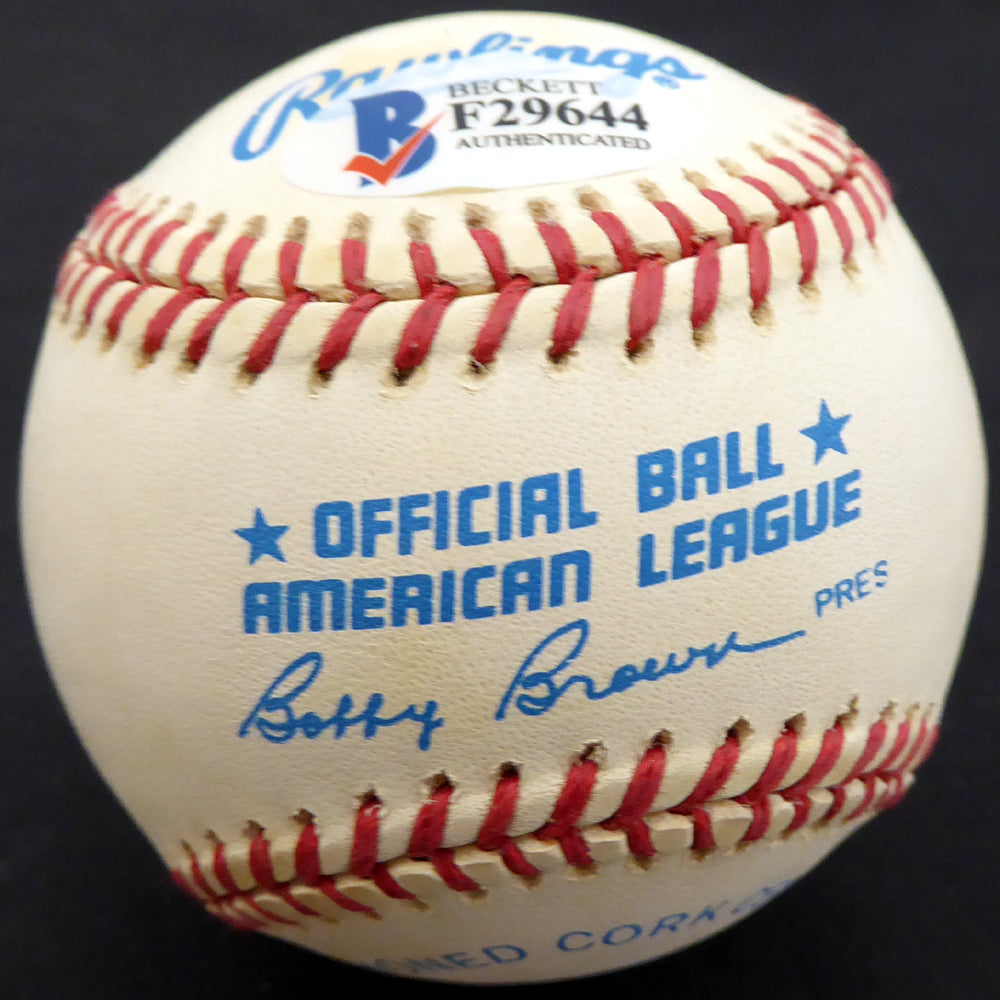 Rawlings
BECKETT
F29644
AUTHENTICATED
★ OFFICIAL BALL ★
AMERICAN LEAGUE
Bobby Brown PRES